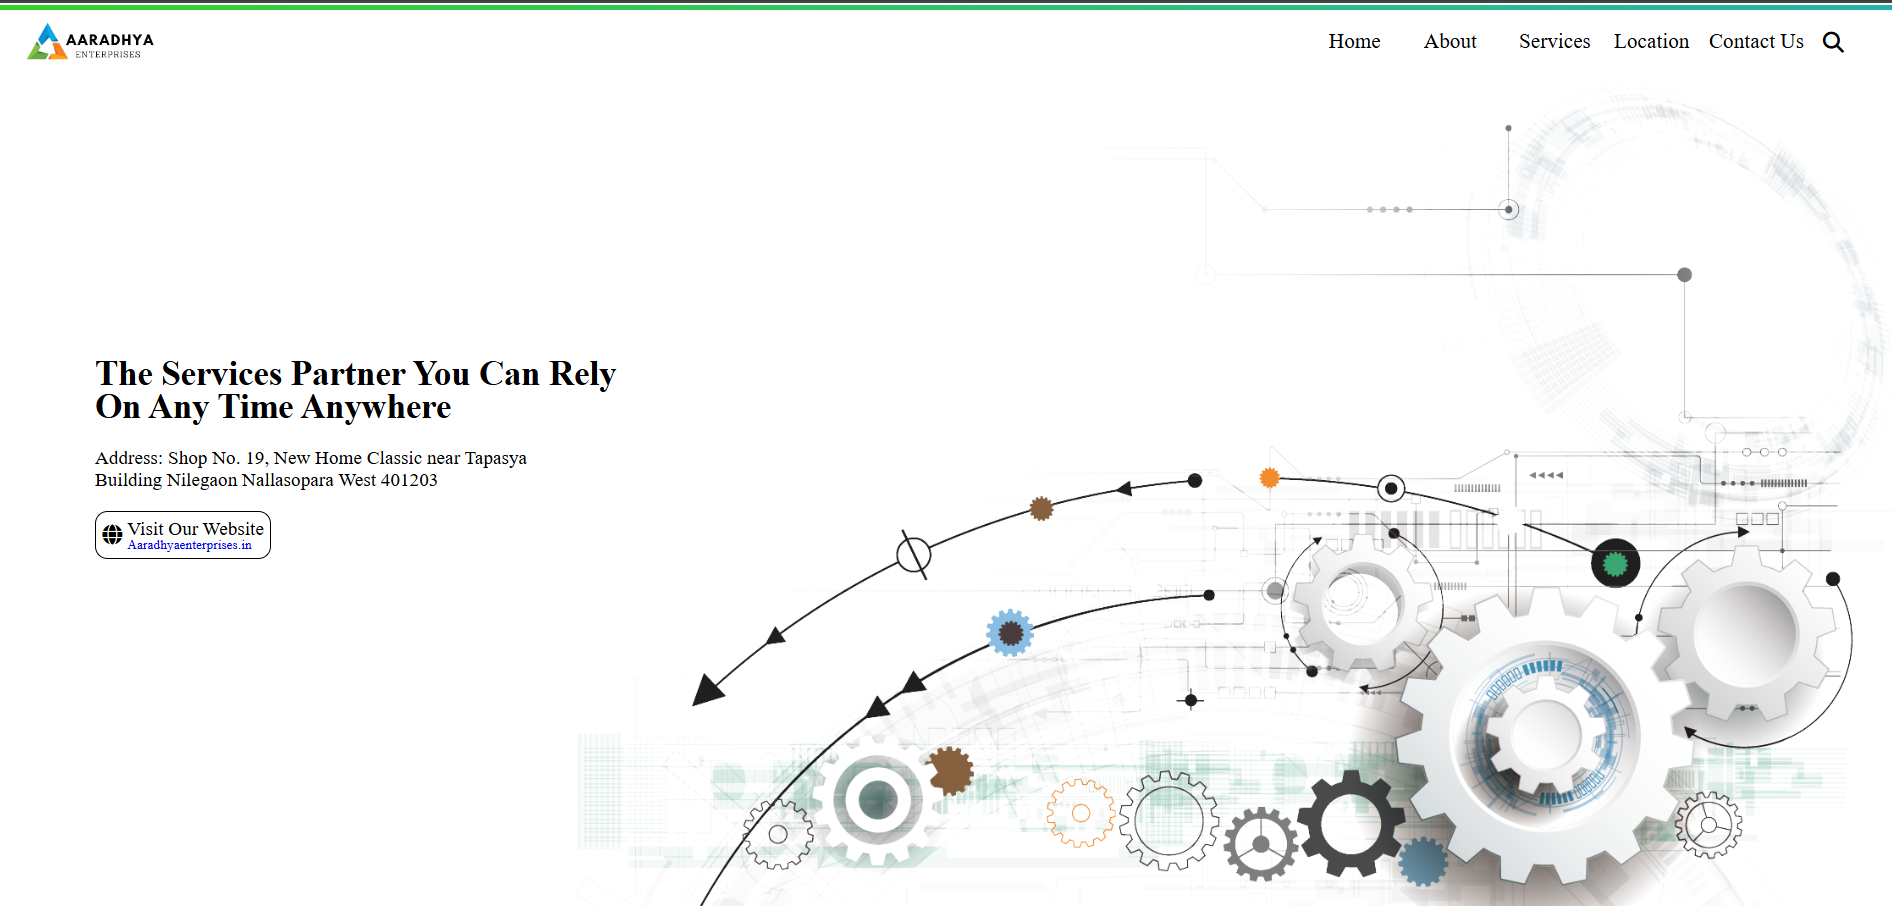 AARADHYA
ENTERPRISES
Home About Services Location Contact Us
The Services Partner You Can Rely
On Any Time Anywhere
Address: Shop No. 19, New Home Classic near Tapasya
Building Nilegaon Nallasopara West 401203
Visit Our Website
Aaradhyaenterprises.in